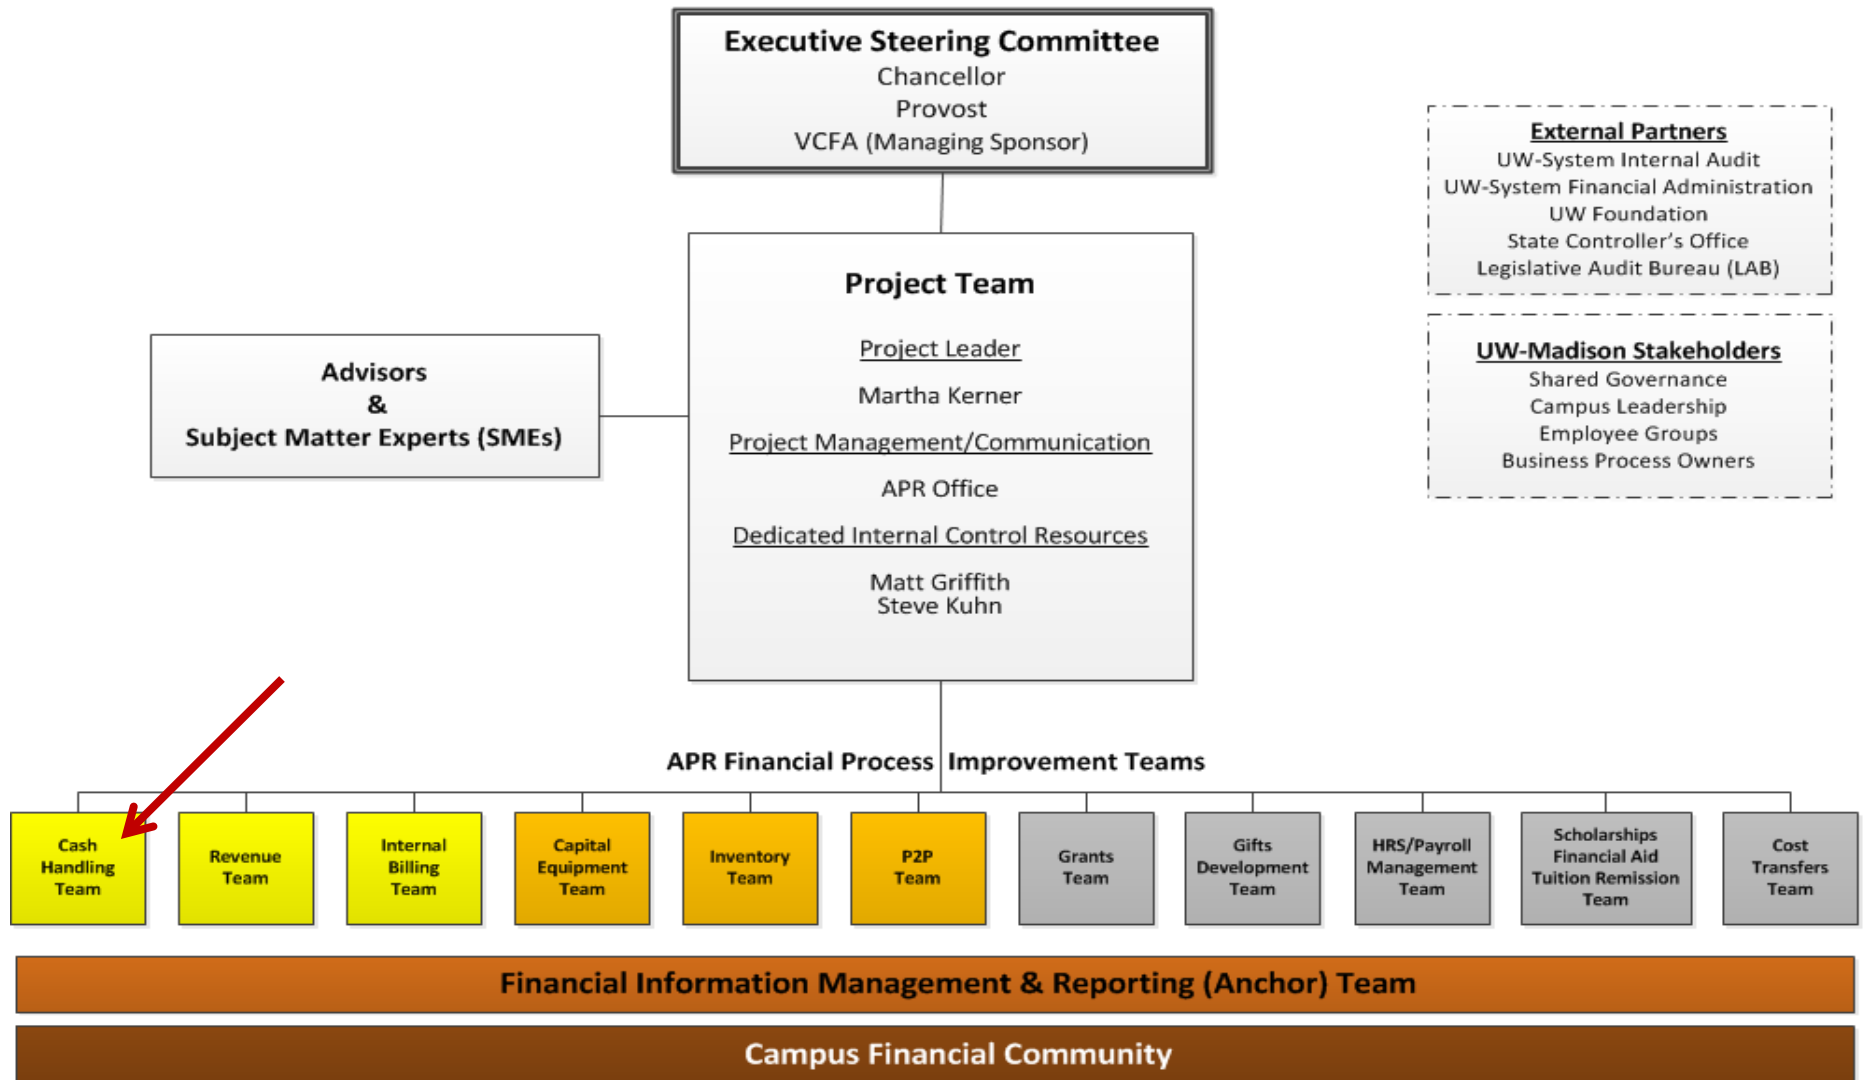 Executive Steering Committee
Chancellor
Provost
VCFA (Managing Sponsor)
External Partners
UW-System Internal Audit
UW-System Financial Administration
UW Foundation
State Controller's Office
Legislative Audit Bureau (LAB)
UW-Madison Stakeholders
Shared Governance
Campus Leadership
Employee Groups
Business Process Owners
Project Team
Project Leader
Martha Kerner
Project Management/Communication
APR Office
Dedicated Internal Control Resources
Matt Griffith
Steve Kuhn
Advisors
&
Subject Matter Experts (SMEs)
APR Financial Process Improvement Teams
Cash
Handling
Team
Revenue
Team
Internal
Billing
Team
Capital
Equipment
Team
Inventory
Team
P2P
Team
Grants
Team
Gifts
Development
Team
HRS/Payroll
Management
Team
Scholarships
Financial Aid
Tuition Remission
Team
Cost
Transfers
Team
Financial Information Management & Reporting (Anchor) Team
Campus Financial Community